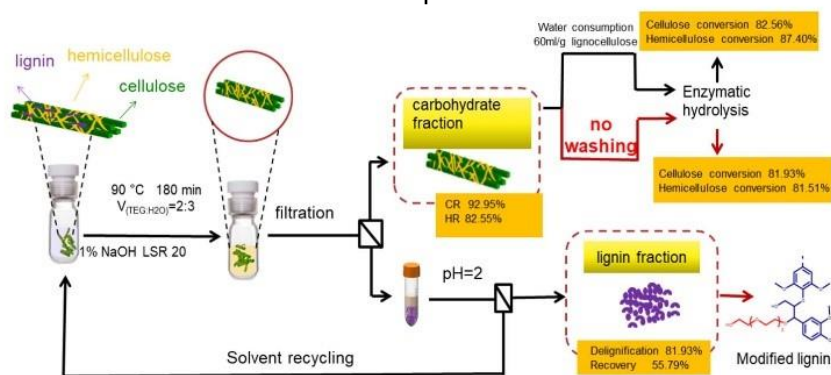 lignin
hemicellulose
cellulose
90 °C 180 min
V(TEG:H2O)=2:3
1% NaOH LSR 20
filtration
carbohydrate
fraction
CR 92.95%
HR 82.55%
Water consumption
60ml/g lignocellulose
no
washing
Cellulose conversion 82.56%
Hemicellulose conversion 87.40%
Enzymatic
hydrolysis
Cellulose conversion 81.93%
Hemicellulose conversion 81.51%
pH=2
lignin fraction
Delignification 81.93%
Recovery 55.79%
Modified lignin
Solvent recycling